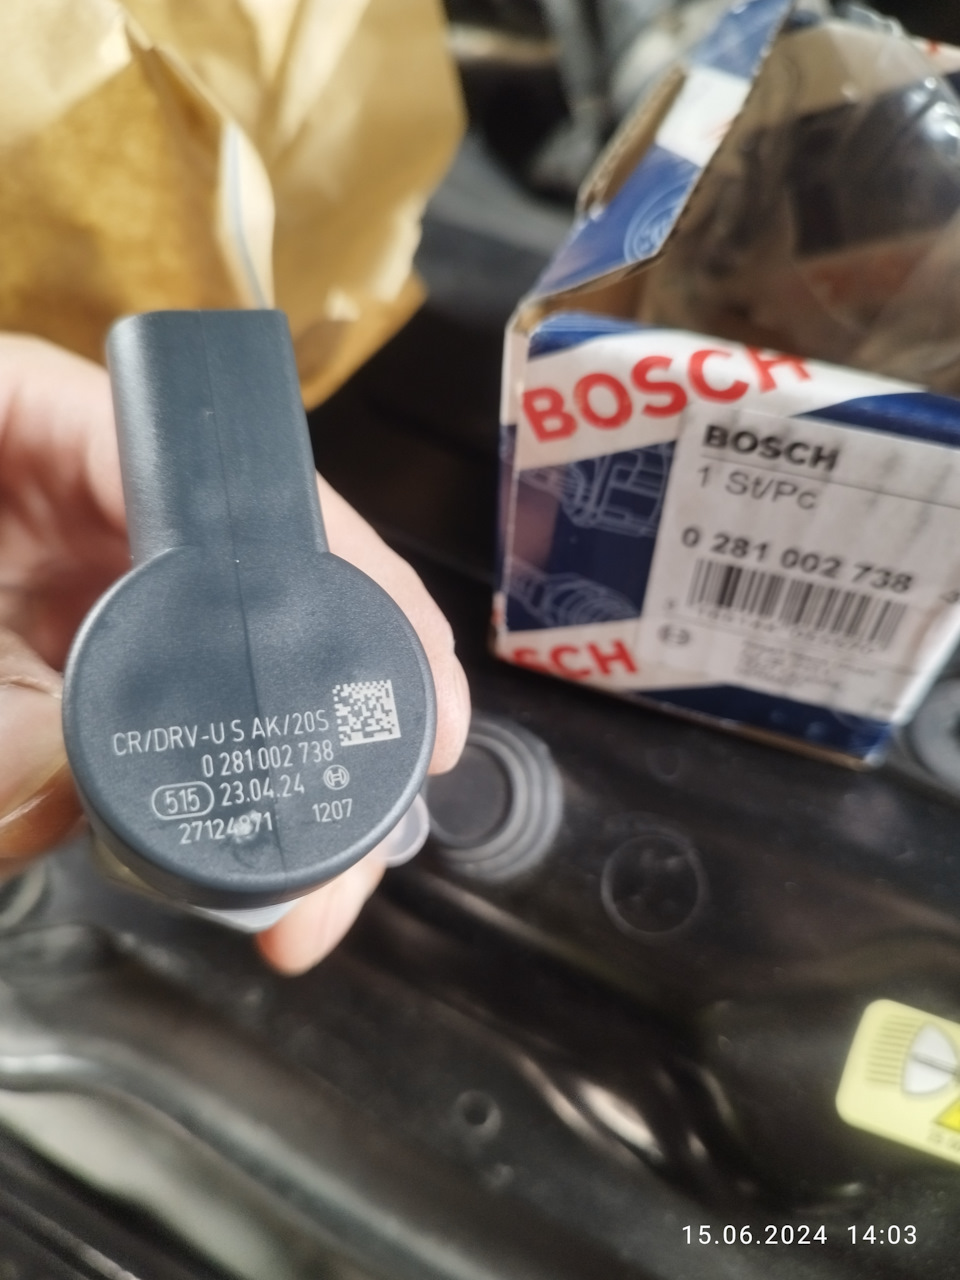 BOSCH
BOSCH
1 St/Pc
0 281 002 738
SCH
CR/DRV-U S AK/20S
0 281 002 738
515 23.04.24
27124871 1207
15.06.2024 14:03